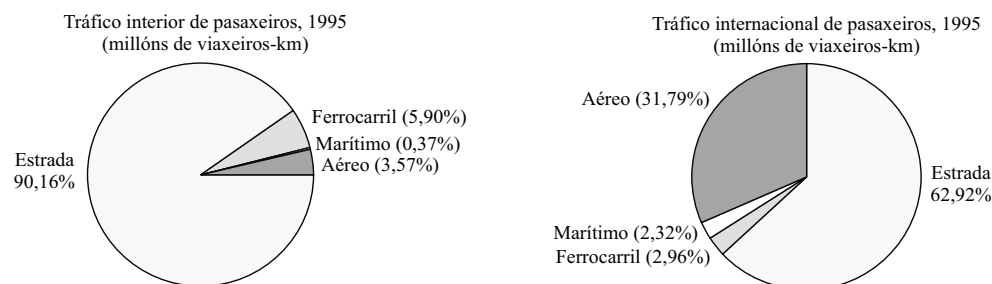 Tráfico interior de pasaxeiros, 1995
(millóns de viaxeiros-km)
Ferrocarril (5,90%)
Marítimo (0,37%)
Aéreo (3,57%)
Estrada
90,16%
Tráfico internacional de pasaxeiros, 1995
(millóns de viaxeiros-km)
Aéreo (31,79%)
Estrada
62,92%
Marítimo (2,32%)
Ferrocarril (2,96%)